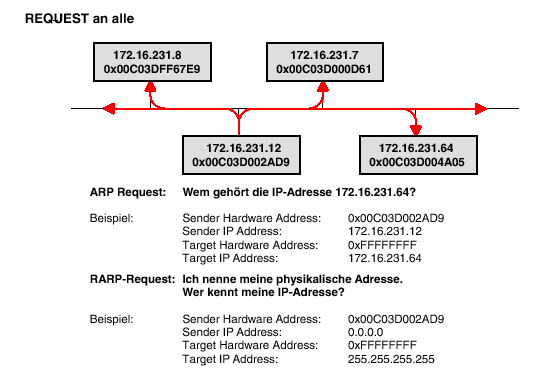 REQUEST an alle
172.16.231.8
0x00C03DFF67E9
172.16.231.7
0x00C03D000D61
172.16.231.12
0x00C03D002AD9
172.16.231.64
0x00C03D004A05
ARP Request: Wem gehört die IP-Adresse 172.16.231.64?
Beispiel: Sender Hardware Address: 0x00C03D002AD9
Sender IP Address: 172.16.231.12
Target Hardware Address: 0xFFFFFFFF
Target IP Address: 172.16.231.64
RARP-Request: Ich nenne meine physikalische Adresse.
Wer kennt meine IP-Adresse?
Beispiel: Sender Hardware Address: 0x00C03D002AD9
Sender IP Address: 0.0.0.0
Target Hardware Address: 0xFFFFFFFF
Target IP Address: 255.255.255.255